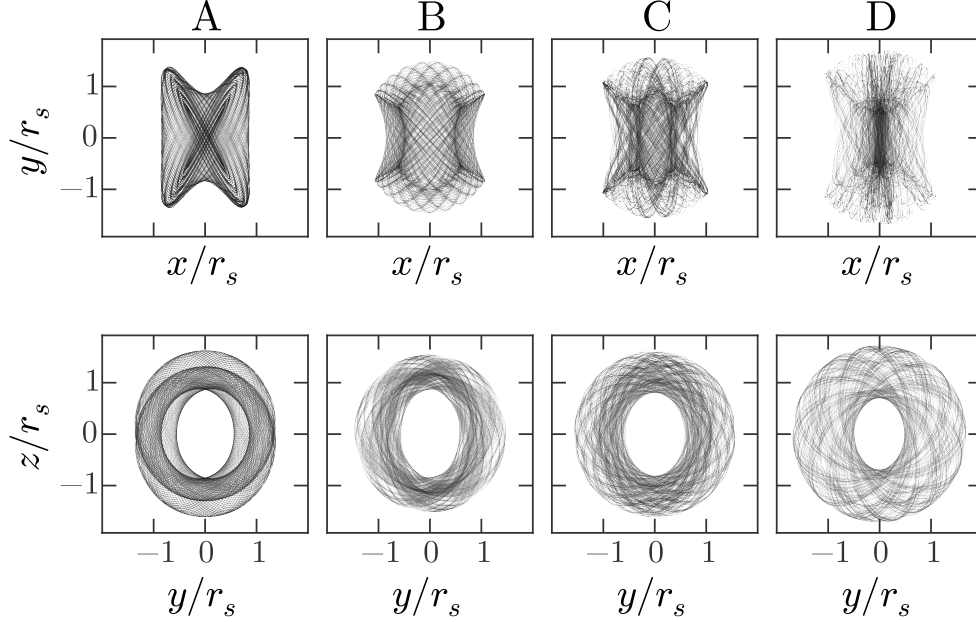 A B C D
y/r_s
1
0
−1
x/r_s x/r_s x/r_s x/r_s
z/r_s
1
0
−1
−1 0 1 −1 0 1 −1 0 1 −1 0 1
y/r_s y/r_s y/r_s y/r_s